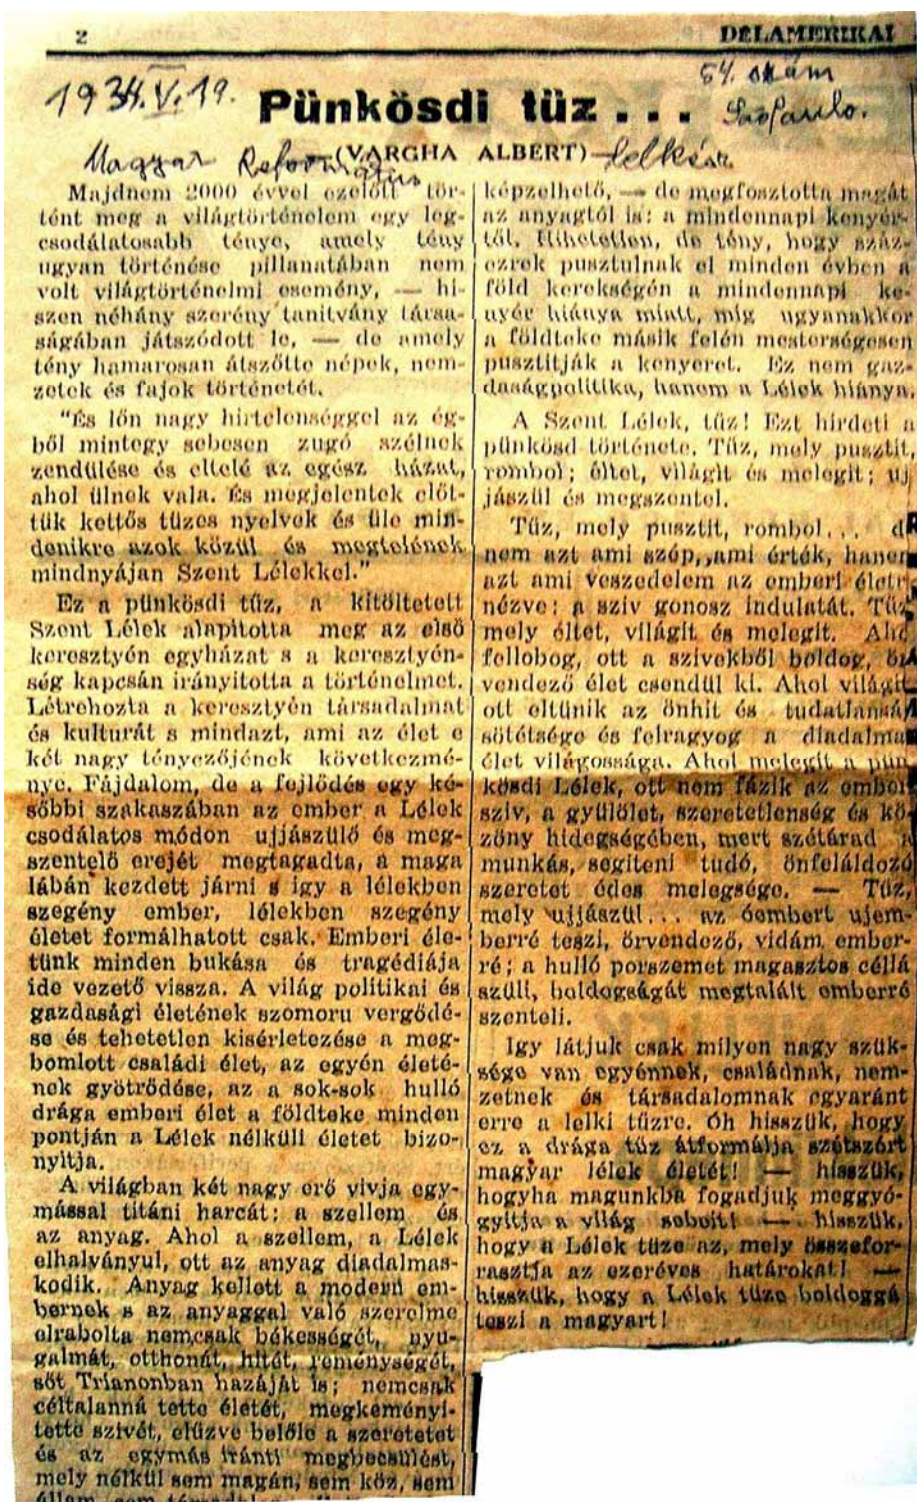 2
DÉLAMERIKAI
1934.V.19.
54. szám
Pünkösdi tüz...
Sao Paulo.
Magyar Református
(VARGHA ALBERT)
lelkész
Majdnem 2000 évvel ezelőtt tör-
tént meg a világtörténelem egy leg-
csodálatosabb ténye, amely tény
ugyan történése pillanatában nem
volt világtörténelmi esemény, — hi-
szen néhány szerény tanitvány társa-
ságában játszódott le, — de amely
tény hamarosan átszőtte népek, nem-
zetek és fajok történetét.
"És lőn nagy hirtelenséggel az ég-
ből mintegy sebesen zugó szélnek
zendülése és eltelé az egész házat,
ahol ülnek vala. És megjelentek előt-
tük kettős tüzes nyelvek és üle min-
denikre azok közül és megtelének
mindnyájan Szent Lélekkel."
Ez a pünkösdi tüz, a kitöltetett
Szent Lélek alapitotta meg az első
keresztyén egyházat s a keresztyén-
ség kapcsán irányitotta a történelmet.
Létrehozta a keresztyén társadalmat
és kulturát s mindazt, ami az élet e
két nagy tényezőjének következmé-
nye. Fájdalom, de a fejlődés egy ké-
sőbbi szakaszában az ember a Lélek
csodálatos módon ujjászülő és meg-
szentelő erejét megtagadta, a maga
lábán kezdett járni s igy a lélekben
szegény ember, lélekben szegény
életet formálhatott csak. Emberi éle-
tünk minden bukása és tragédiája
ide vezető vissza. A világ politikai és
gazdasági életének szomoru vergődé-
se és tehetetlen kisérletezése a meg-
bomlott családi élet, az egyén életé-
nek gyötrődése, az a sok-sok hulló
drága emberi élet a földteke minden
pontján a Lélek nélküli életet bizo-
nyitja.
A világban két nagy erő vivja egy-
mással titáni harcát: a szellem és
az anyag. Ahol a szellem, a Lélek
elhalványul, ott az anyag diadalmas-
kodik. Anyag kellett a modern em-
bernek s az anyaggal való szerelme
elrabolta nemcsak békességét, nyu-
galmát, otthonát, hitét, reménységét,
sőt Trianonban hazáját is; nemcsak
céltalanná tette életét, megkeményi-
tette szivét, elüzve belőle a szeretetet
és az egymás iránti megbecsülést,
mely nélkül sem magán, sem köz, sem
állam, sem társadalom
képzelhető, — de megfosztotta magát
az anyagtól is: a mindennapi kenyér-
től. Hihetetlen, de tény, hogy száz-
ezrek pusztulnak el minden évben a
föld kerekségén a mindennapi ke-
nyér hiánya miatt, mig ugyanakkor
a földteke másik felén mesterségesen
pusztitják a kenyeret. Ez nem gaz-
daságpolitika, hanem a Lélek hiánya.
A Szent Lélek, tüz! Ezt hirdeti a
pünkösd története. Tüz, mely pusztit,
rombol; éltet, világit és melegit; uj
jászül és megszentel.
Tüz, mely pusztit, rombol... d
nem azt ami szép, ami érték, hanem
azt ami veszedelem az emberi életr
nézve: a sziv gonosz indulatát. Tüz
mely éltet, világit és melegit. Aho
fellobog, ott a szivekből boldog, ör
vendező élet csendül ki. Ahol világit
ott eltünik az önhit és tudatlanság
sötétsége és felragyog a diadalmas
élet világossága. Ahol melegit a pün
kösdi Lélek, ott nem fázik az ember
sziv, a gyülölet, szeretetlenség és kö
zöny hidegségében, mert szétárad a
munkás, segiteni tudó, önfeláldozó
szeretet édes melegsége. — Tüz,
mely ujjászül... az óembert ujem-
berré teszi, örvendező, vidám ember-
ré; a hulló porszemet magasztos céllá
szüli, boldogságát megtalált emberré
szenteli.
Igy látjuk csak milyen nagy szük-
sége van egyénnek, családnak, nem-
zetnek és társadalomnak egyaránt
erre a lelki tüzre. Óh hisszük, hogy
ez a drága tüz átformálja szétszórt
magyar lélek életét! — hisszük,
hogyha magunkba fogadjuk meggyó-
gyitja a világ sebeit! — hisszük,
hogy a Lélek tüze az, mely összefor-
rasztja az ezeréves határokat! —
hisszük, hogy a Lélek tüze boldoggá
teszi a magyart!